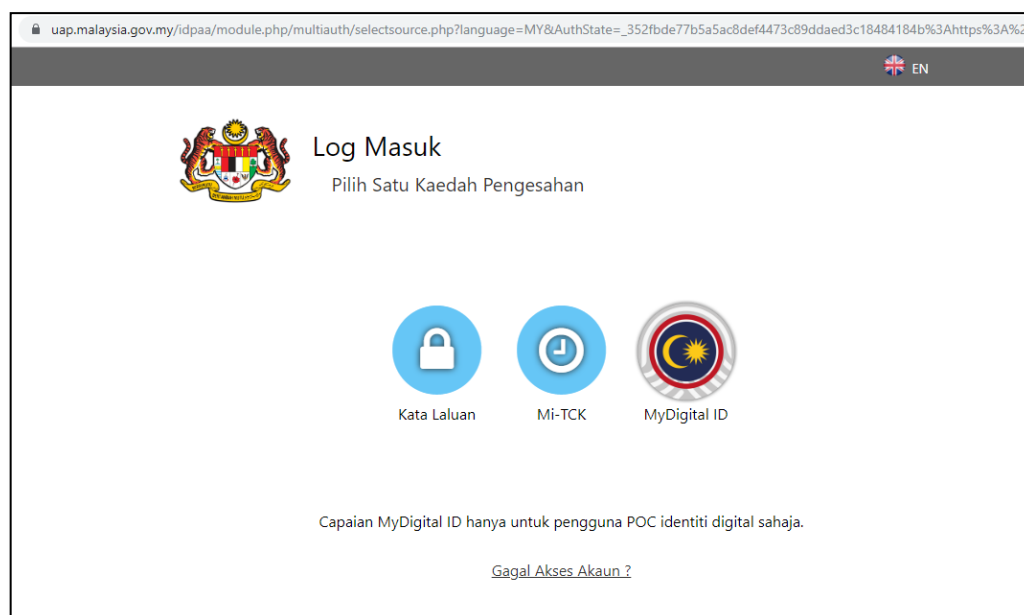 uap.malaysia.gov.my/idpaa/module.php/multiauth/selectsource.php?language=MY&AuthState=_352fbde77b5a5ac8def4473c89ddaed3c18484184b%3Ahttps%3A%2
EN
Log Masuk
Pilih Satu Kaedah Pengesahan
Kata Laluan
Mi-TCK
MyDigital ID
Capaian MyDigital ID hanya untuk pengguna POC identiti digital sahaja.
Gagal Akses Akaun ?